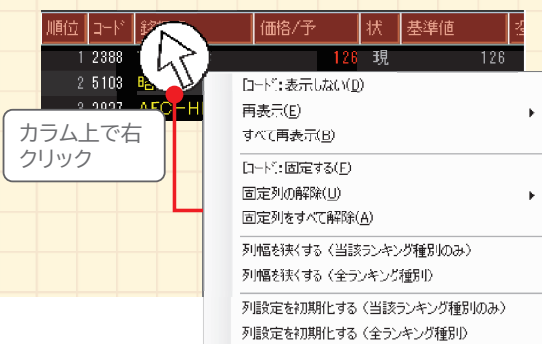 順位 コード 価格/予 状 基準値
1 2388 126 現 126
2 5103
カラム上で右
クリック
コード:表示しない(D)
再表示(E)
すべて再表示(B)
コード:固定する(F)
固定列の解除(U)
固定列をすべて解除(A)
列幅を狭くする（当該ランキング種別のみ）
列幅を狭くする（全ランキング種別）
列設定を初期化する（当該ランキング種別のみ）
列設定を初期化する（全ランキング種別）